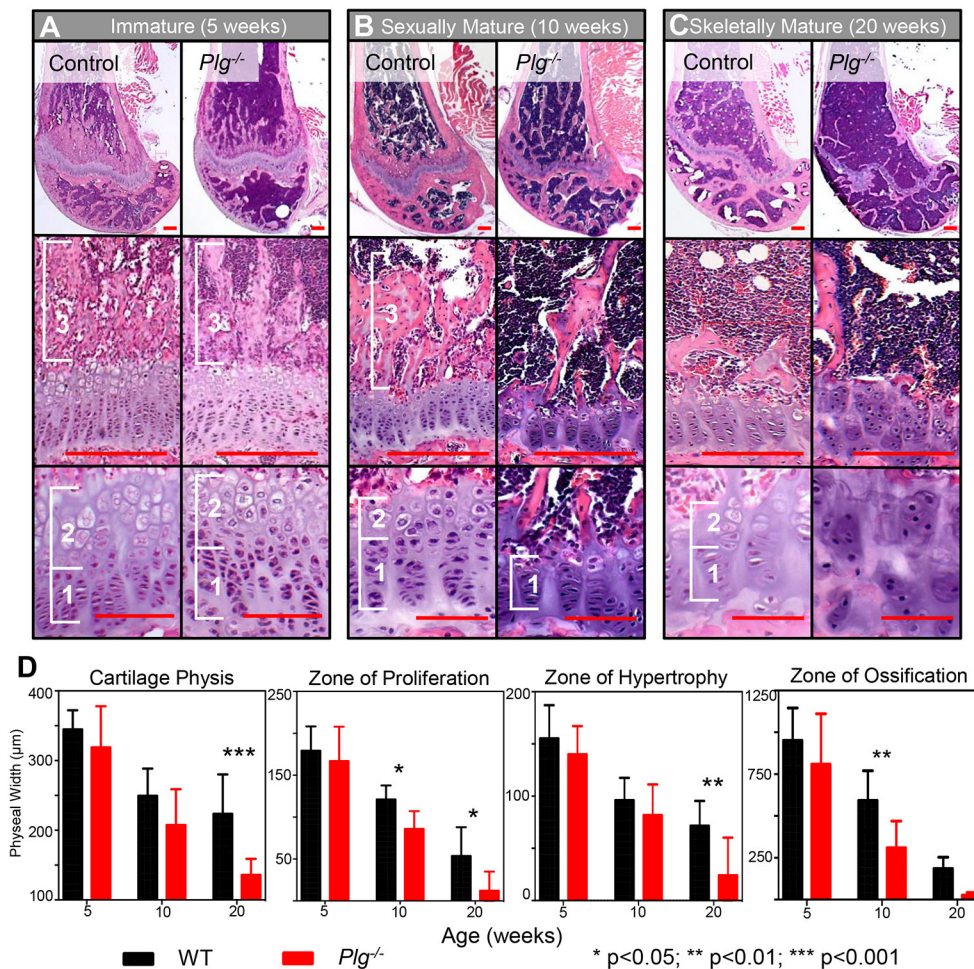 A Immature (5 weeks)
B Sexually Mature (10 weeks)
C Skeletally Mature (20 weeks)
Control Plg-/-
Control Plg-/-
Control Plg-/-
3 3 3
2 2 2 2
1 1 1 1 1
D
Cartilage Physis
Zone of Proliferation
Zone of Hypertrophy
Zone of Ossification
Physeal Width (µm)
400
300
200
100
***
5 10 20
250
150
50
* *
5 10 20
150
100
50
0
**
5 10 20
1250
750
250
**
5 10 20
Age (weeks)
WT Plg-/- * p<0.05; ** p<0.01; *** p<0.001